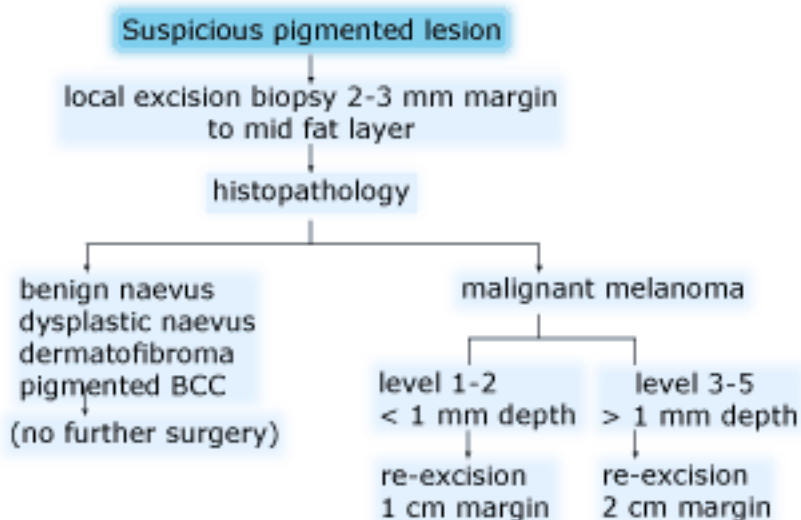 Suspicious pigmented lesion
local excision biopsy 2-3 mm margin
to mid fat layer
histopathology
benign naevus
dysplastic naevus
dermatofibroma
pigmented BCC
(no further surgery)
malignant melanoma
level 1-2
< 1 mm depth
re-excision
1 cm margin
level 3-5
> 1 mm depth
re-excision
2 cm margin